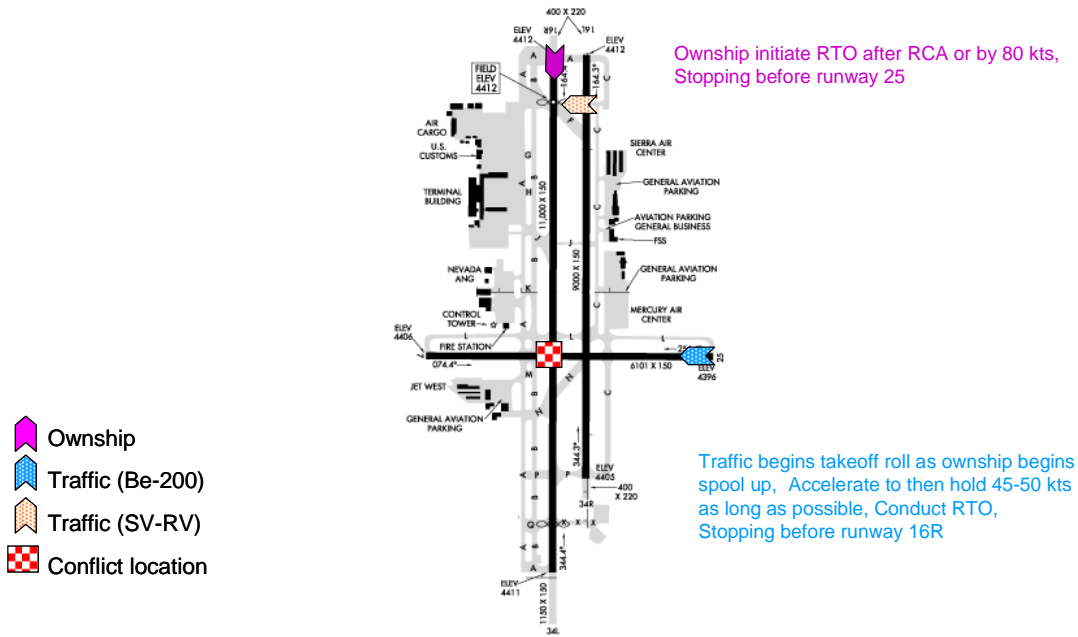 400 X 220
16R
16L
ELEV
4412
ELEV
4412
A
A
Ownship initiate RTO after RCA or by 80 kts,
Stopping before runway 25
FIELD
ELEV
4412
A
B
164.4°
164.3°
C
F
C
AIR
CARGO
U.S.
CUSTOMS
G
B
SIERRA AIR
CENTER
TERMINAL
BUILDING
A
H
11,000 X 150
GENERAL AVIATION
PARKING
C
AVIATION PARKING
GENERAL BUSINESS
J
J
FSS
B
9000 X 150
NEVADA
ANG
GENERAL AVIATION
PARKING
K
C
MERCURY AIR
CENTER
CONTROL
TOWER
A
ELEV
4406
L
FIRE STATION
L
L
7
25
074.4°
6101 X 150
ELEV
4396
M
JET WEST
B
N
C
GENERAL AVIATION
PARKING
N
Ownship
344.3°
B
Traffic begins takeoff roll as ownship begins
spool up, Accelerate to then hold 45-50 kts
as long as possible, Conduct RTO,
Stopping before runway 16R
Traffic (Be-200)
A
P
P
ELEV
4405
400
X 220
34R
B
Traffic (SV-RV)
Q
X
X
X
344.4°
A
B
Conflict location
A
ELEV
4411
1150 X 150
34L